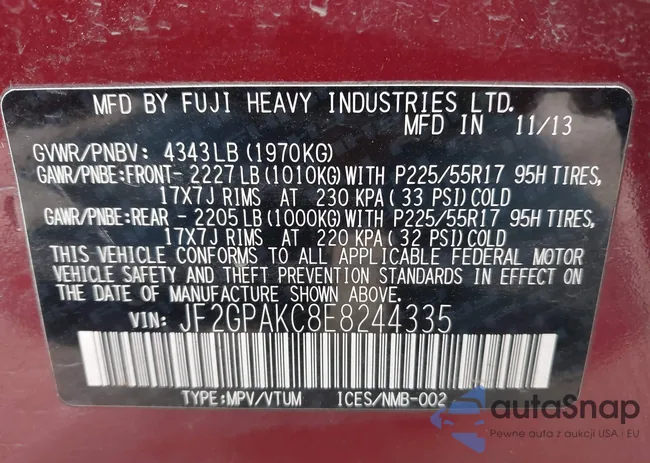 MFD BY FUJI HEAVY INDUSTRIES LTD.
MFD IN 11/13
GVWR/PNBV: 4343LB (1970KG)
GAWR/PNBE:FRONT-2227LB(1010KG)WITH P225/55R17 95H TIRES,
17X7J RIMS AT 230 KPA (33 PSI)COLD
GAWR/PNBE:REAR -2205LB(1000KG)WITH P225/55R17 95H TIRES,
17X7J RIMS AT 220 KPA (32 PSI)COLD
THIS VEHICLE CONFORMS TO ALL APPLICABLE FEDERAL MOTOR
VEHICLE SAFETY AND THEFT PREVENTION STANDARDS IN EFFECT ON
THE DATE OF MANUFACTURE SHOWN ABOVE.
VIN: JF2GPAKC8E8244335
TYPE:MPV/VTUM ICES/NMB-002
autaSnap
Pewne auta z aukcji USA i EU